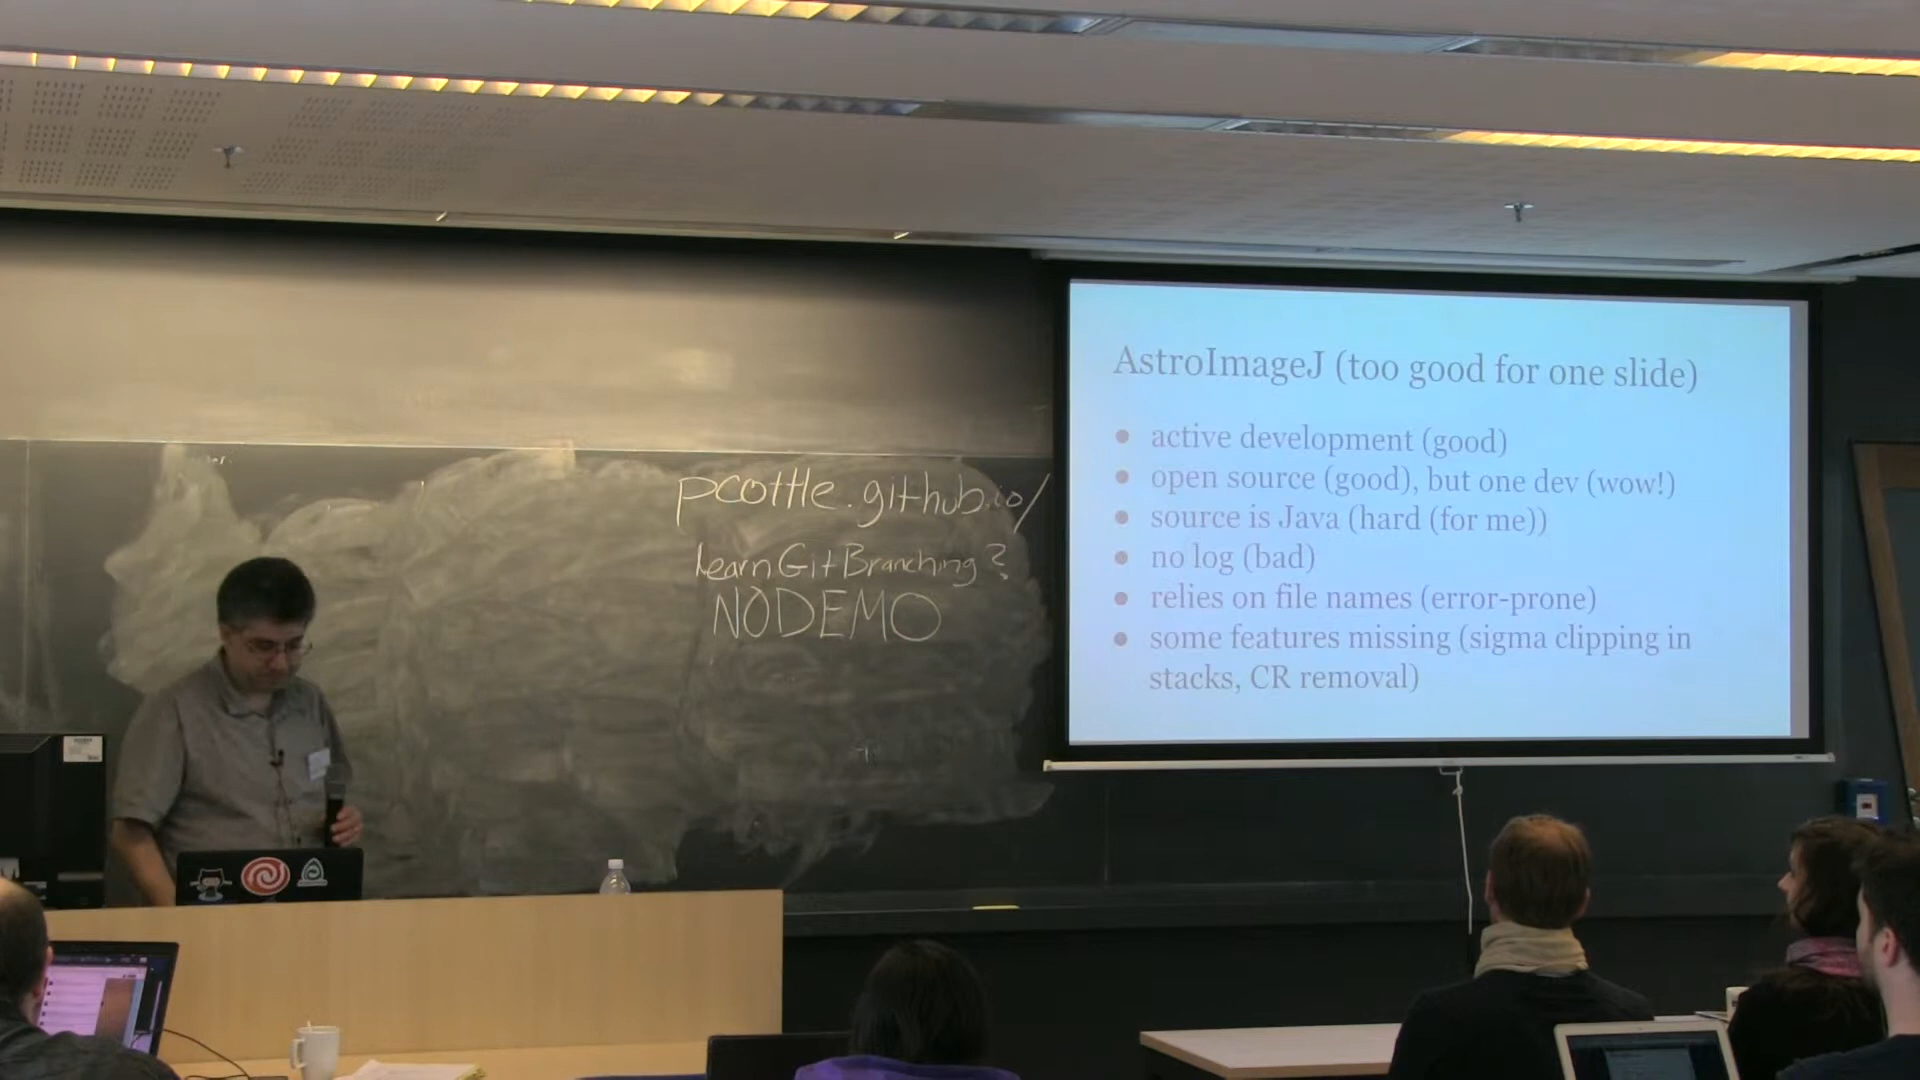 pcottle.github.io/
LearnGitBranching?
NODEMO
AstroImageJ (too good for one slide)
active development (good)
open source (good), but one dev (wow!)
source is Java (hard (for me))
no log (bad)
relies on file names (error-prone)
some features missing (sigma clipping in
stacks, CR removal)